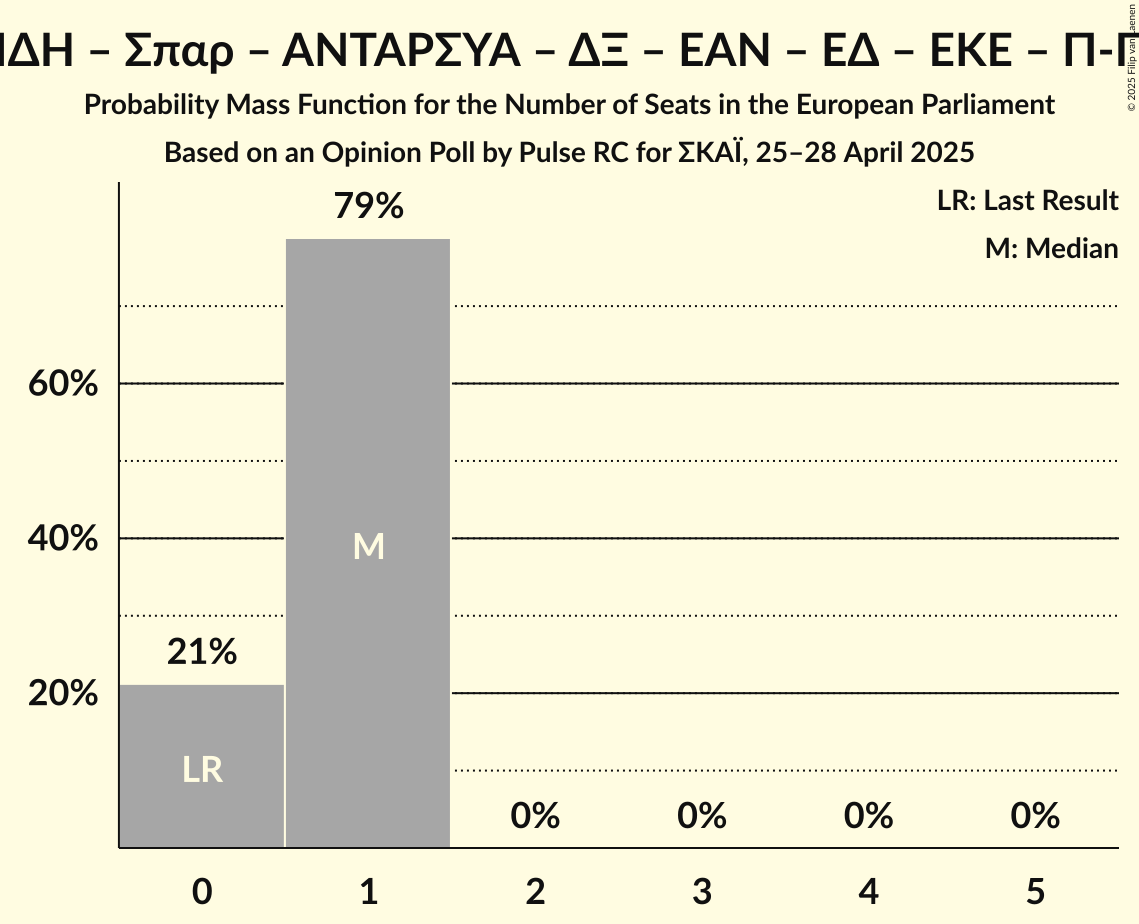 ΔΗ – Σπαρ – ΑΝΤΑΡΣΥΑ – ΔΞ – ΕΑΝ – ΕΔ – ΕΚΕ – Π-
© 2025 Filip van Laenen
Probability Mass Function for the Number of Seats in the European Parliament
Based on an Opinion Poll by Pulse RC for ΣΚΑΪ, 25–28 April 2025
LR: Last Result
M: Median
79%
60%
40%
M
21%
20%
LR
0% 0% 0% 0%
0 1 2 3 4 5